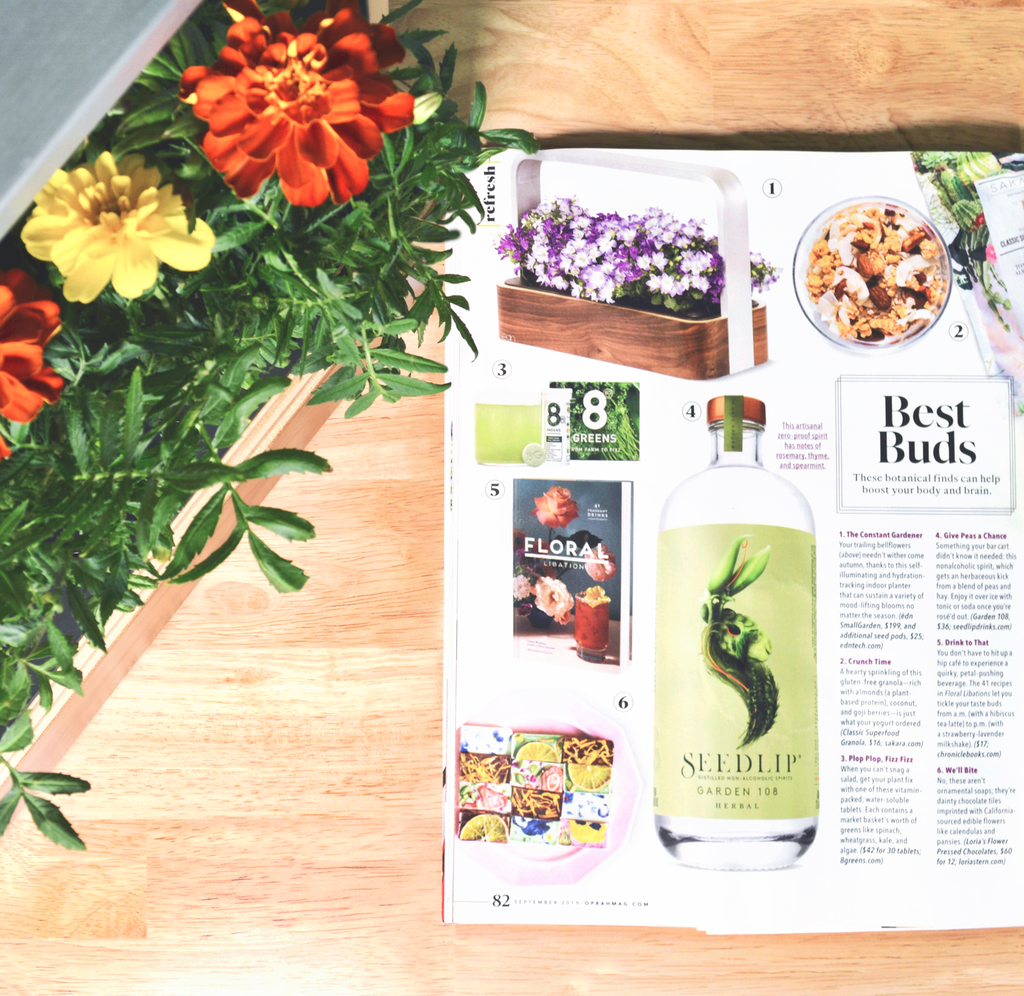 refresh
1
2
SAKA
CLASSIC
3
8
GREENS
8
GREENS
FROM FARM TO FIZZ
4
This artisanal
zero-proof spirit
has notes of
rosemary, thyme,
and spearmint.
Best
Buds
These botanical finds can help
boost your body and brain.
5
FLORAL
LIBATIONS
41
FRAGRANT
DRINKS
6
SEEDLIP
DISTILLED NON-ALCOHOLIC SPIRITS
GARDEN 108
HERBAL
1. The Constant Gardener
Your trailing bellflowers
(above) needn't wither come
autumn, thanks to this self-
illuminating and hydration-
tracking indoor planter
that can sustain a variety of
mood-lifting blooms no
matter the season. (ēdn
SmallGarden, $199, and
additional seed pods, $25;
edntech.com)
2. Crunch Time
A hearty sprinkling of this
gluten-free granola—rich
with almonds (a plant-
based protein), coconut,
and goji berries—is just
what your yogurt ordered.
(Classic Superfood
Granola, $16; sakara.com)
3. Plop Plop, Fizz Fizz
When you can't snag a
salad, get your plant fix
with one of these vitamin-
packed, water-soluble
tablets. Each contains a
market basket's worth of
greens like spinach,
wheatgrass, kale, and
algae. ($42 for 30 tablets;
8greens.com)
4. Give Peas a Chance
Something your bar cart
didn't know it needed: this
nonalcoholic spirit, which
gets an herbaceous kick
from a blend of peas and
hay. Enjoy it over ice with
tonic or soda once you're
rosé'd out. (Garden 108,
$36; seedlipdrinks.com)
5. Drink to That
You don't have to hit up a
hip café to experience a
quirky, petal-pushing
beverage. The 41 recipes
in Floral Libations let you
tickle your taste buds
from a.m. (with a hibiscus
tea latte) to p.m. (with
a strawberry-lavender
milkshake). ($17;
chroniclebooks.com)
6. We'll Bite
No, these aren't
ornamental soaps; they're
dainty chocolate tiles
imprinted with California-
sourced edible flowers
like calendulas and
pansies. (Loria's Flower
Pressed Chocolates, $60
for 12; loriastern.com)
82 SEPTEMBER 2019 OPRAHMAG.COM